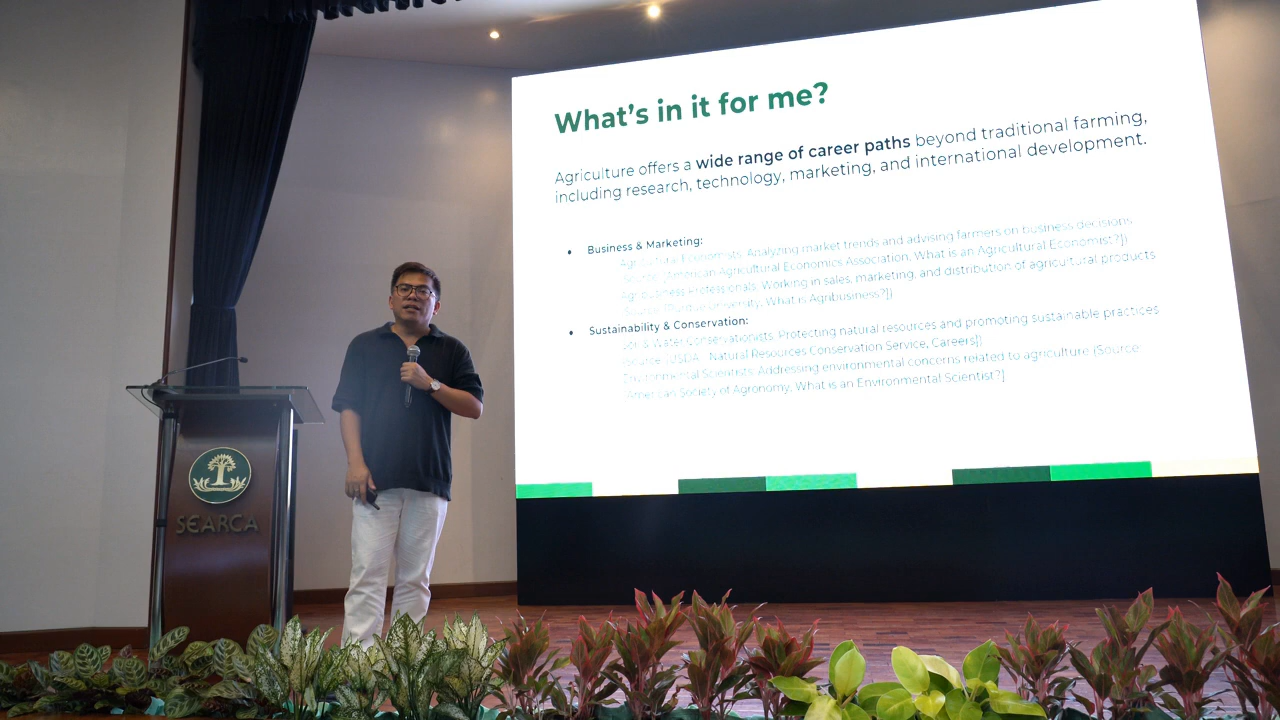 What's in it for me?
Agriculture offers a wide range of career paths beyond traditional farming,
including research, technology, marketing, and international development.
• Business & Marketing:
Agricultural Economists: Analyzing market trends and advising farmers on business decisions
(Source: [American Agricultural Economics Association, What is an Agricultural Economist?])
Agribusiness Professionals: Working in sales, marketing, and distribution of agricultural products
(Source: [Purdue University, What is Agribusiness?])
• Sustainability & Conservation:
Soil & Water Conservationists: Protecting natural resources and promoting sustainable practices
(Source: [USDA - Natural Resources Conservation Service, Careers])
Environmental Scientists: Addressing environmental concerns related to agriculture (Source:
American Society of Agronomy, What is an Environmental Scientist?]
SEARCA